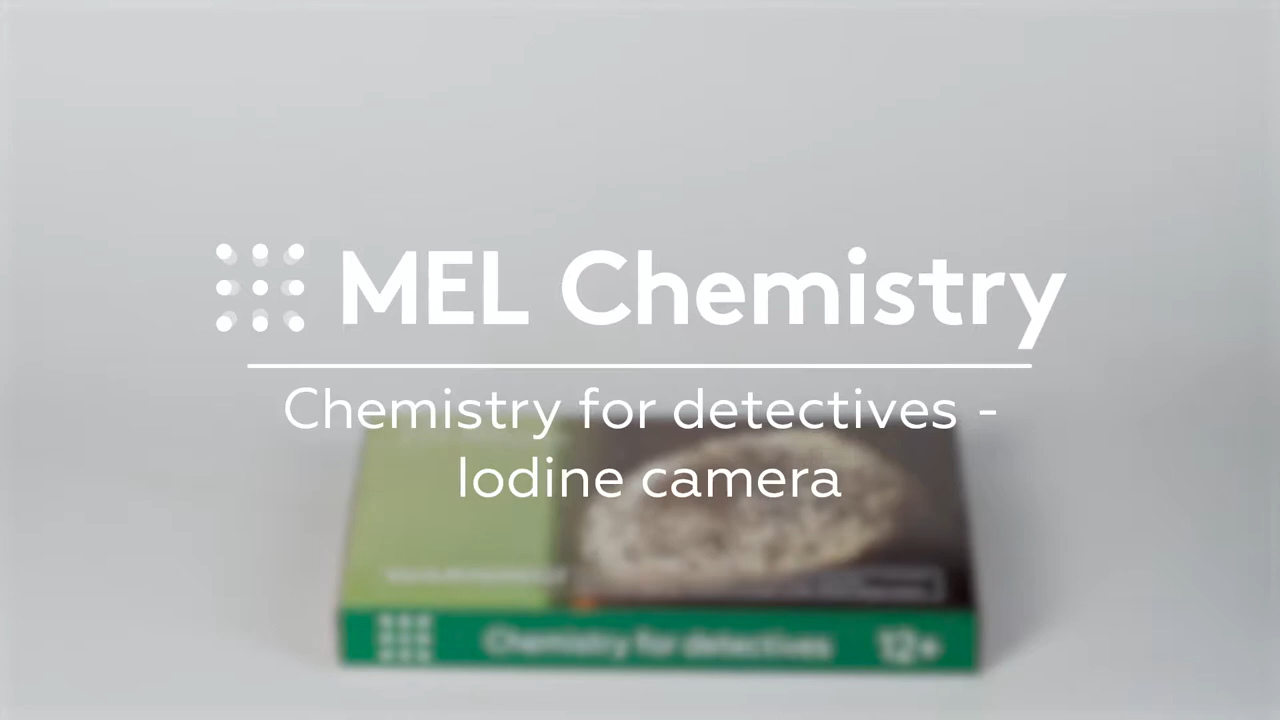 MEL Chemistry
Chemistry for detectives -
Iodine camera
Chemistry for detectives 12+